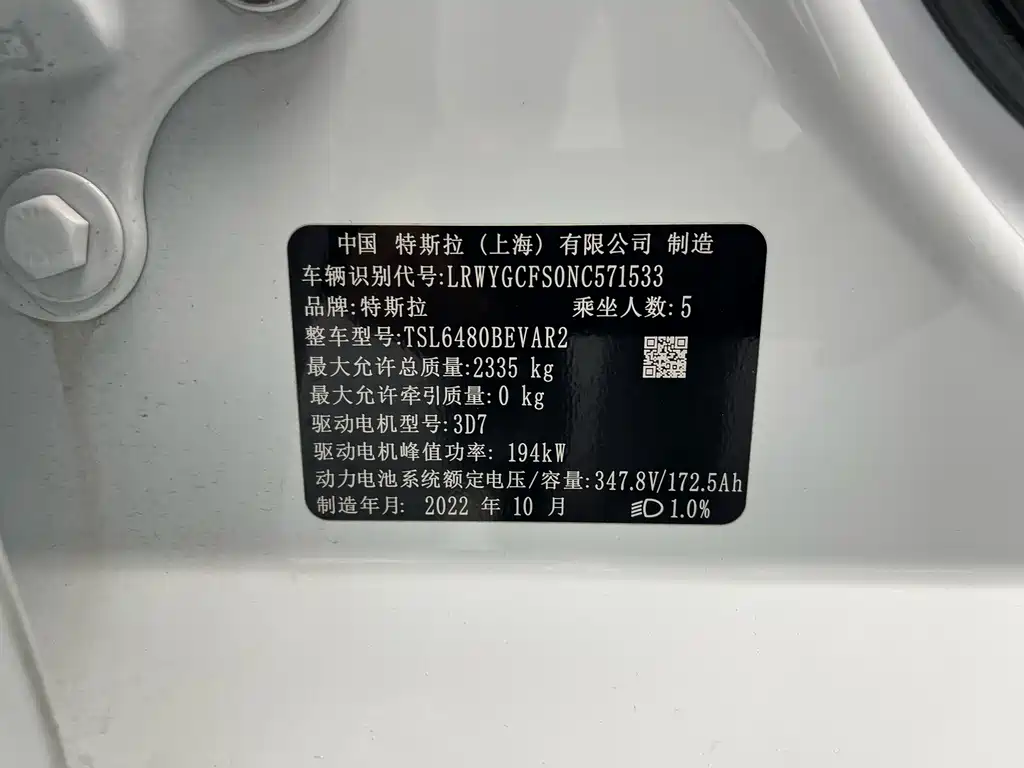 中国 特斯拉 (上海) 有限公司 制造
车辆识别代号:LRWYGCFS0NC571533
品牌:特斯拉 乘坐人数:5
整车型号:TSL6480BEVAR2
最大允许总质量:2335 kg
最大允许牵引质量:0 kg
驱动电机型号:3D7
驱动电机峰值功率: 194kW
动力电池系统额定电压/容量:347.8V/172.5Ah
制造年月: 2022 年 10 月 1.0%